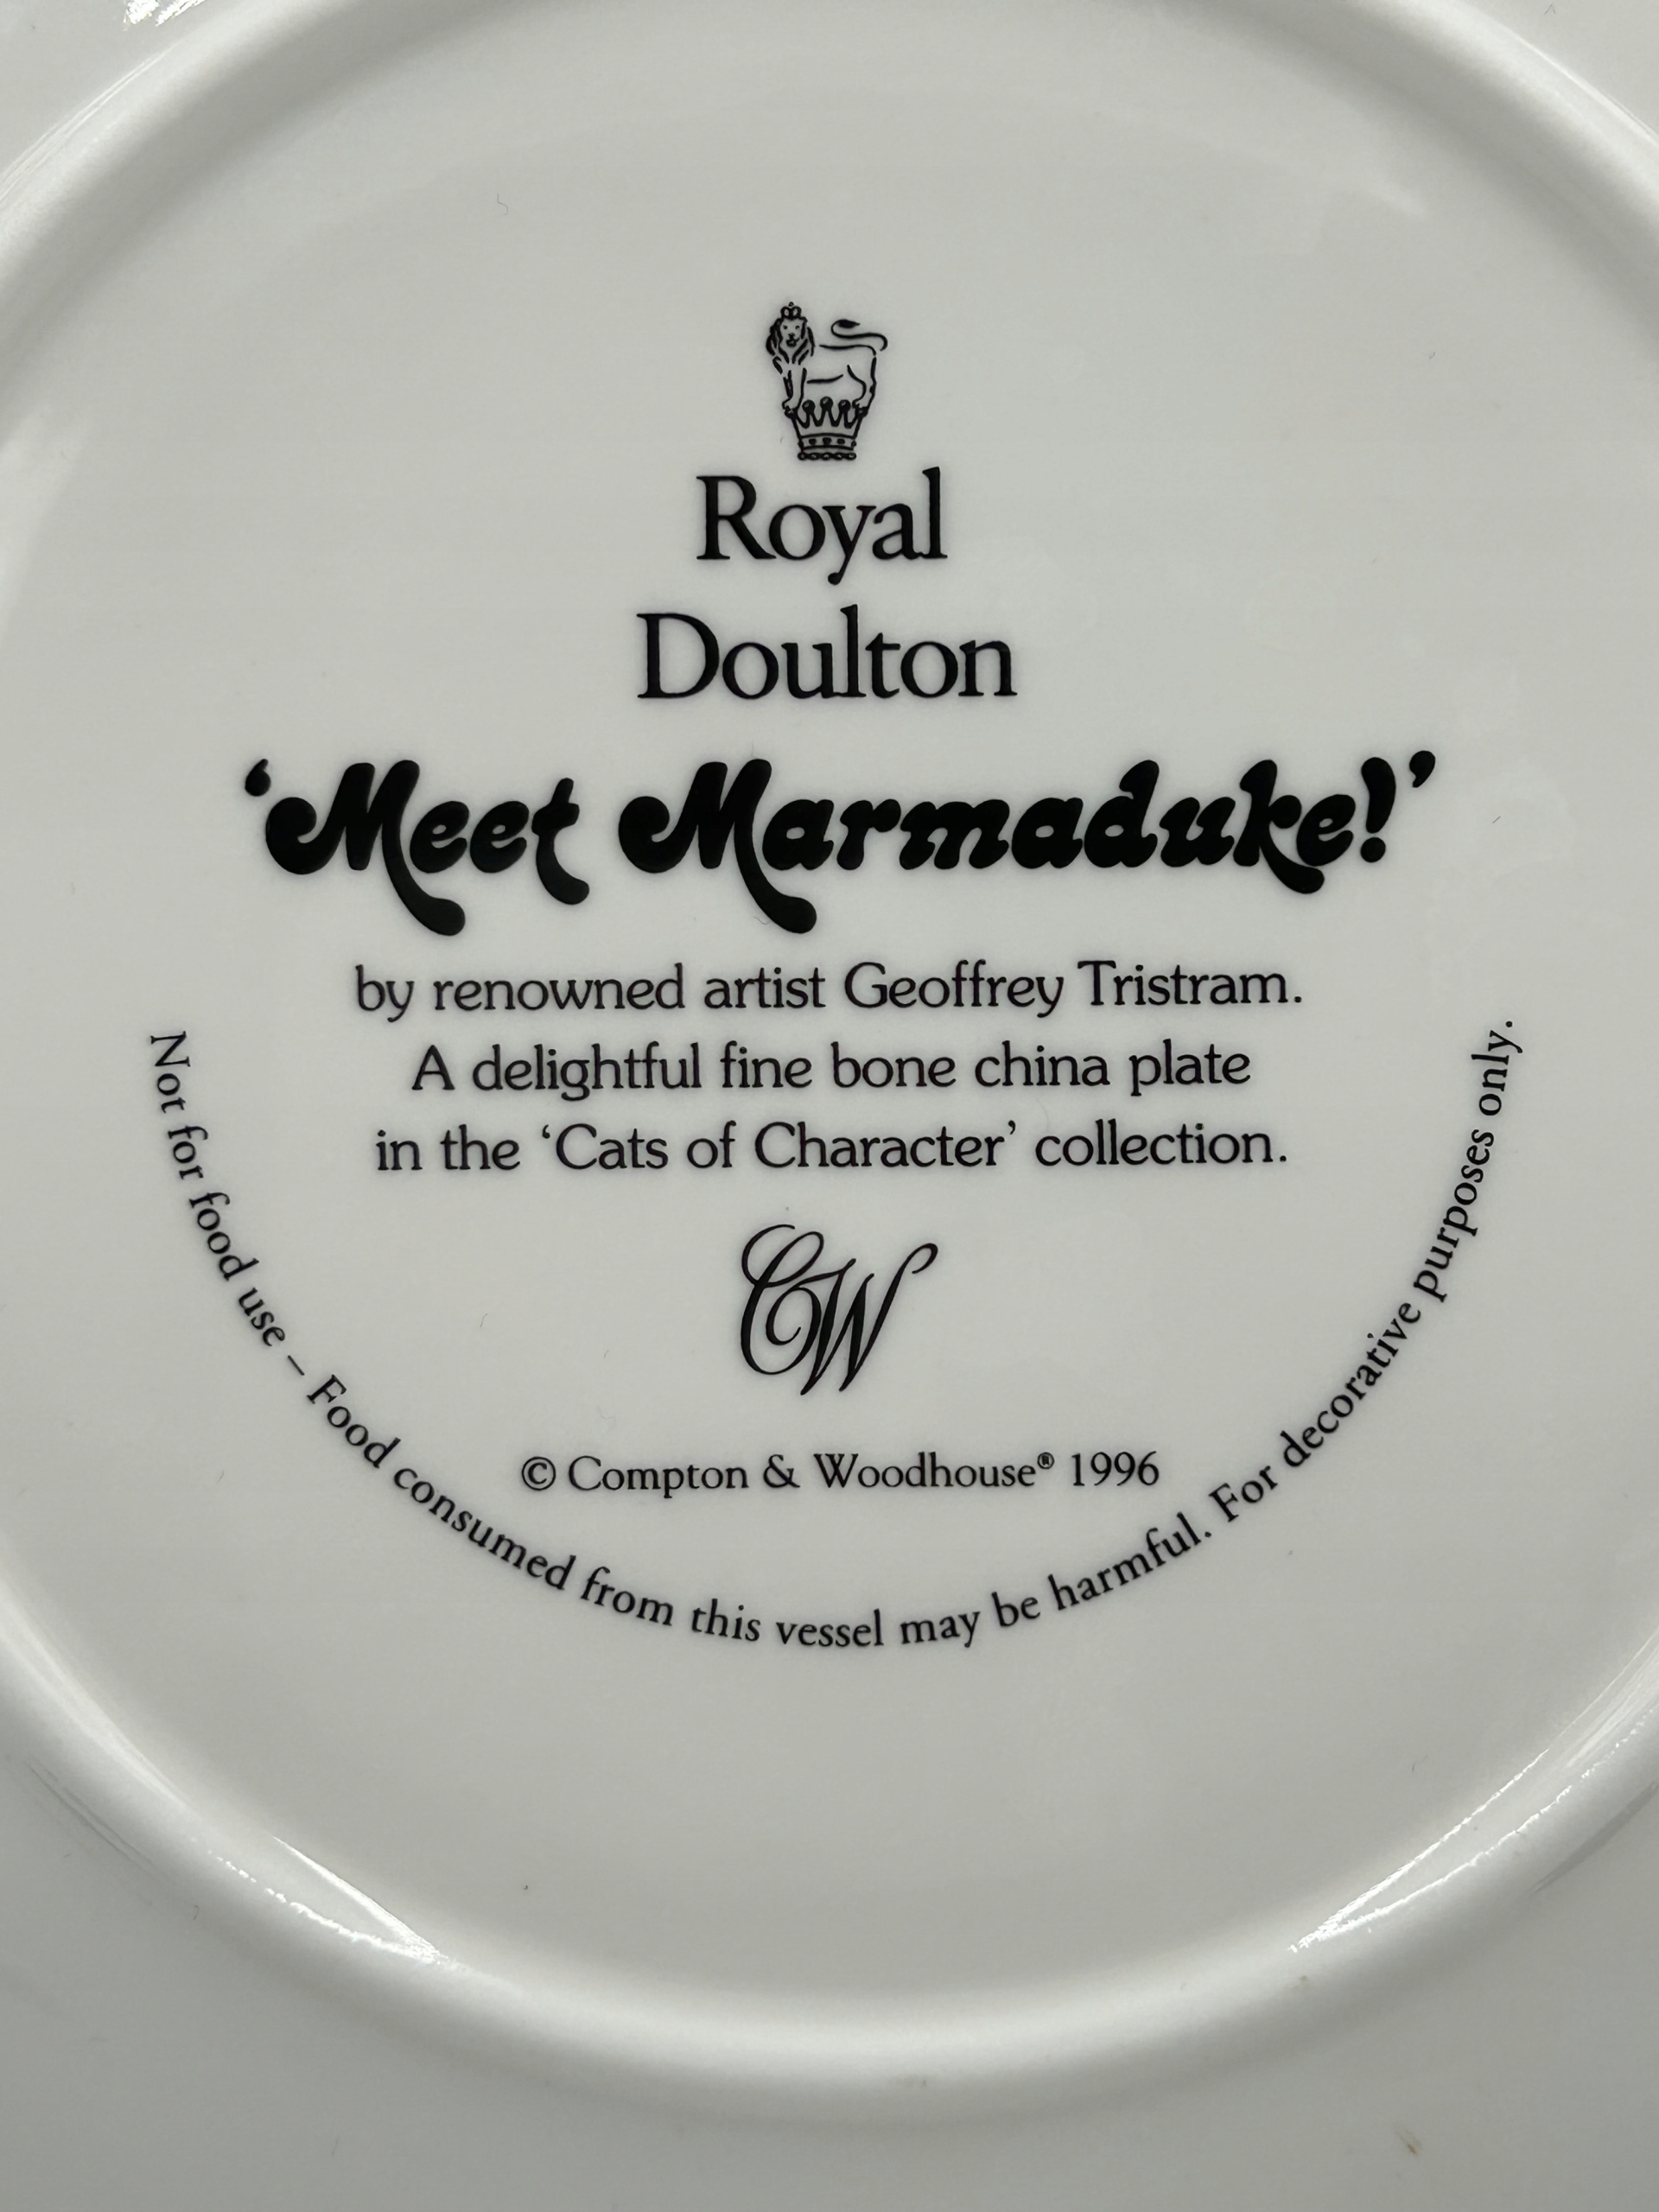 Royal
Doulton
‘Meet Marmaduke!’
by renowned artist Geoffrey Tristram.
A delightful fine bone china plate
in the ‘Cats of Character’ collection.
CW
© Compton & Woodhouse® 1996
Not for food use – Food consumed from this vessel may be harmful. For decorative purposes only.